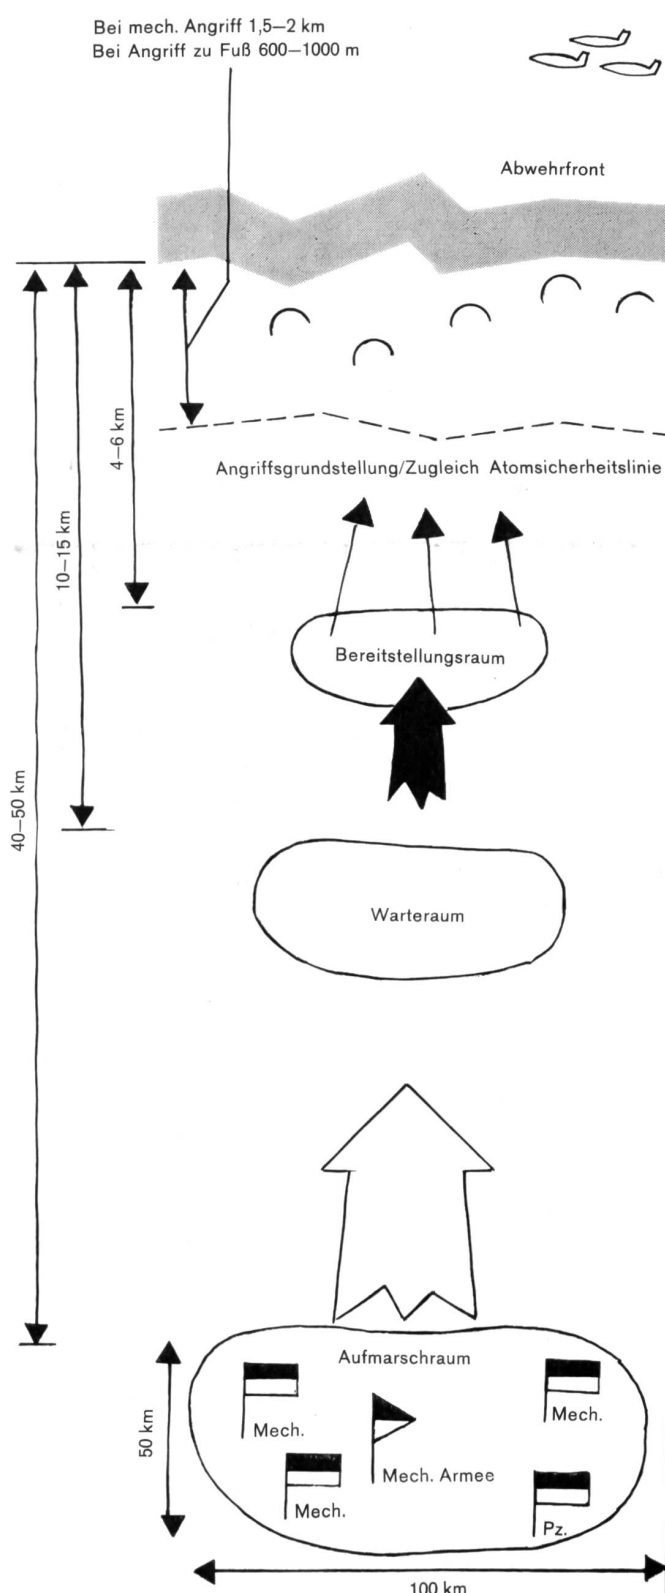 Bei mech. Angriff 1,5—2 km
Bei Angriff zu Fuß 600—1000 m
Abwehrfront
4—6 km
Angriffsgrundstellung/Zugleich Atomsicherheitslinie
10—15 km
Bereitstellungsraum
40—50 km
Warteraum
Aufmarschraum
50 km
Mech.
Mech.
Mech. Armee
Mech.
Pz.
100 km